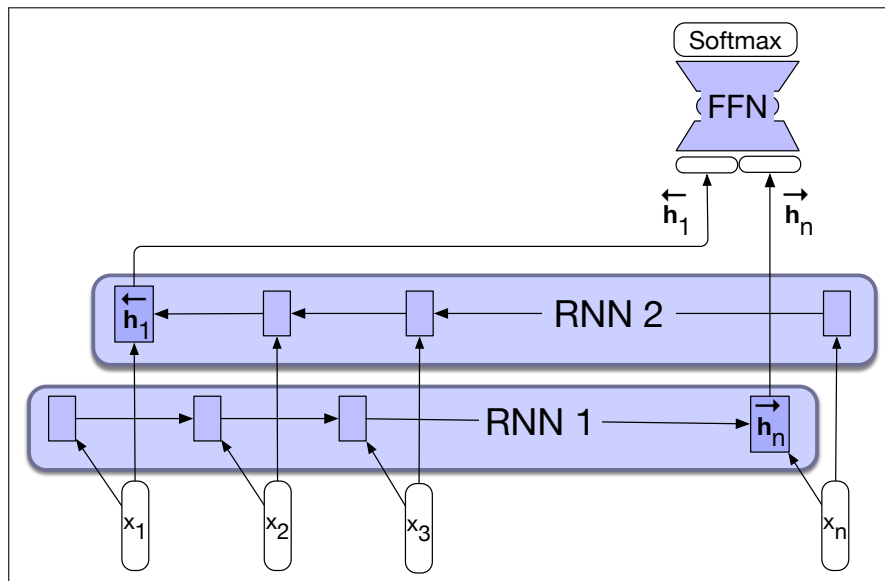 Softmax
FFN
←h₁ →hₙ
←h₁ RNN 2
RNN 1 →hₙ
x₁ x₂ x₃ xₙ